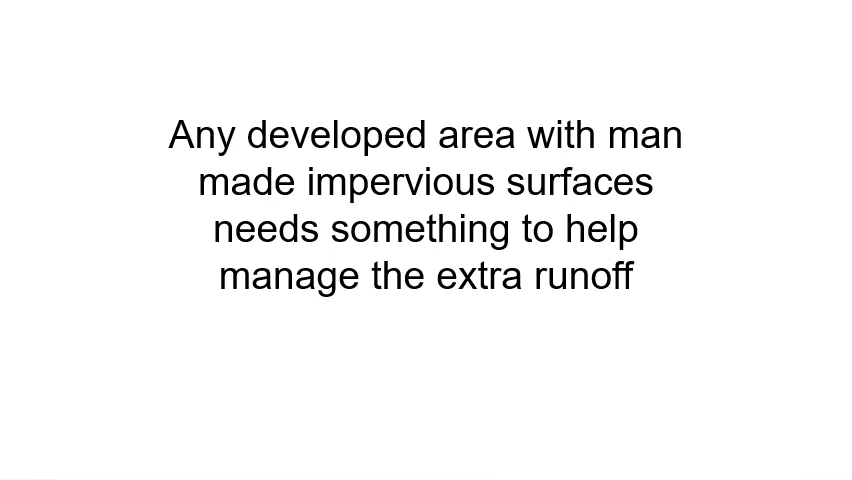 Any developed area with man
made impervious surfaces
needs something to help
manage the extra runoff